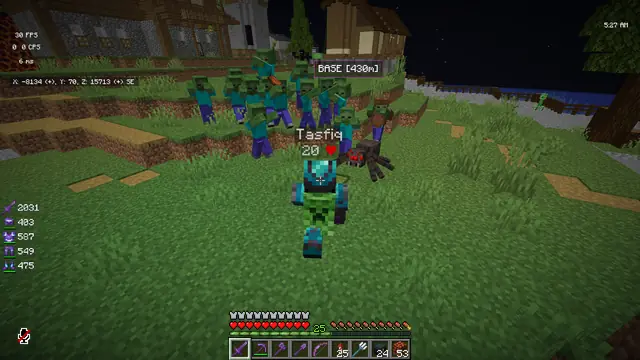 30 FPS
0 0 CPS
6 ms
X: -8134 (+), Y: 70, Z: 15713 (+) SE
5:27 AM
BASE [430m]
Tasfiq
20
2031
403
587
549
475
25
25
24
53